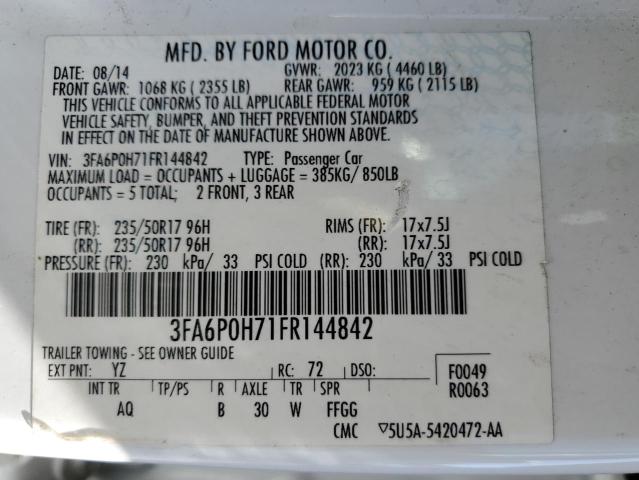 MFD. BY FORD MOTOR CO.
DATE: 08/14 GVWR: 2023 KG ( 4460 LB)
FRONT GAWR: 1068 KG ( 2355 LB) REAR GAWR: 959 KG ( 2115 LB)
THIS VEHICLE CONFORMS TO ALL APPLICABLE FEDERAL MOTOR
VEHICLE SAFETY, BUMPER, AND THEFT PREVENTION STANDARDS
IN EFFECT ON THE DATE OF MANUFACTURE SHOWN ABOVE.
VIN: 3FA6P0H71FR144842 TYPE: Passenger Car
MAXIMUM LOAD = OCCUPANTS + LUGGAGE = 385KG/ 850LB
OCCUPANTS = 5 TOTAL; 2 FRONT, 3 REAR
TIRE (FR): 235/50R17 96H RIMS (FR): 17x7.5J
(RR): 235/50R17 96H (RR): 17x7.5J
PRESSURE (FR): 230 kPa/ 33 PSI COLD (RR): 230 kPa/ 33 PSI COLD
3FA6P0H71FR144842
TRAILER TOWING - SEE OWNER GUIDE
EXT PNT: YZ RC: 72 DSO: F0049
INT TR TP/PS R AXLE TR SPR R0063
AQ B 30 W FFGG
CMC ▽5U5A-5420472-AA